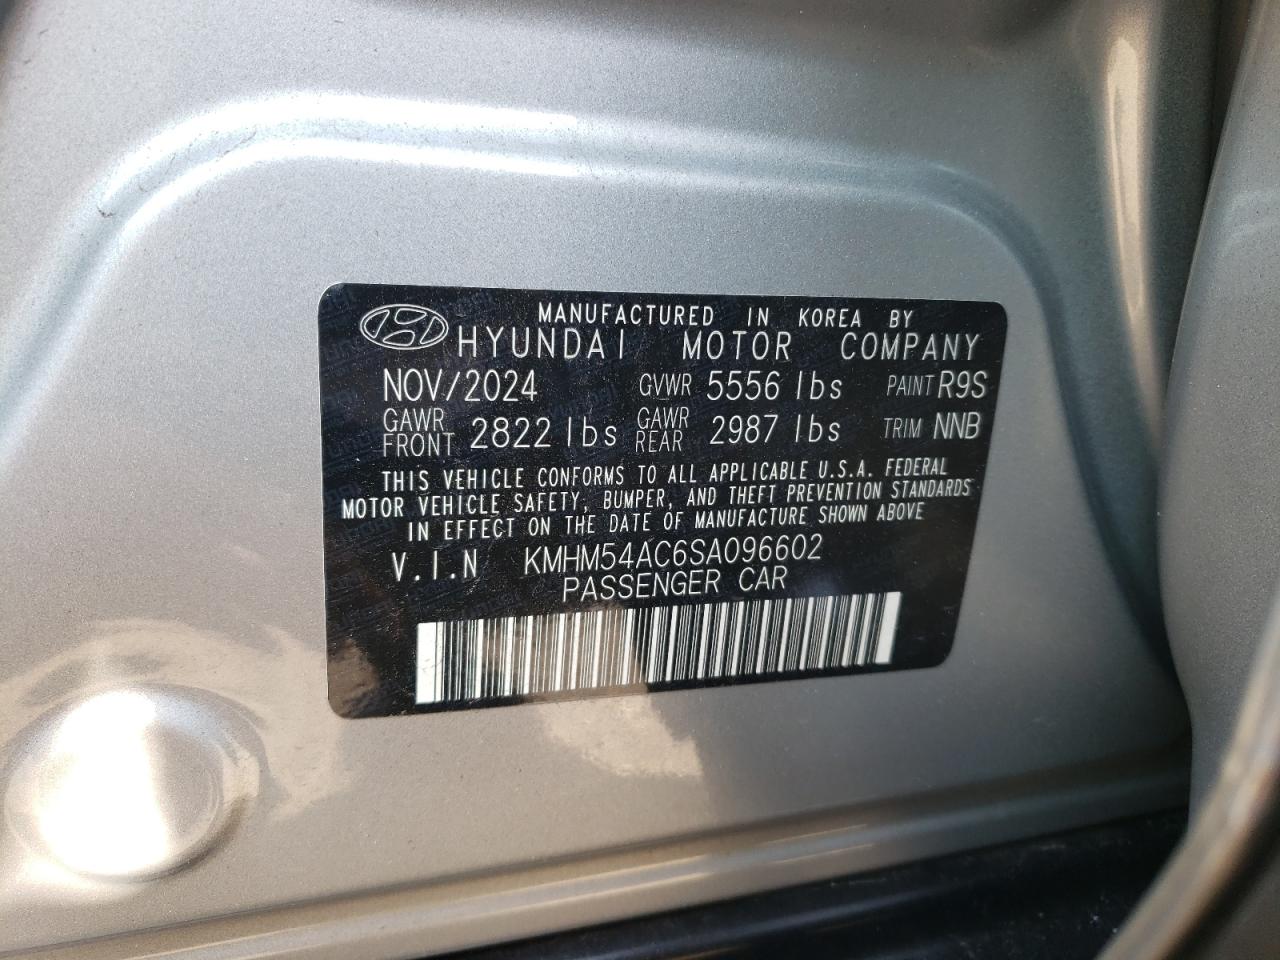 MANUFACTURED IN KOREA BY
HYUNDAI MOTOR COMPANY
NOV/2024 GVWR 5556 lbs PAINT R9S
GAWR FRONT 2822 lbs GAWR REAR 2987 lbs TRIM NNB
THIS VEHICLE CONFORMS TO ALL APPLICABLE U.S.A. FEDERAL
MOTOR VEHICLE SAFETY, BUMPER, AND THEFT PREVENTION STANDARDS
IN EFFECT ON THE DATE OF MANUFACTURE SHOWN ABOVE
V.I.N KMHM54AC6SA096602
PASSENGER CAR